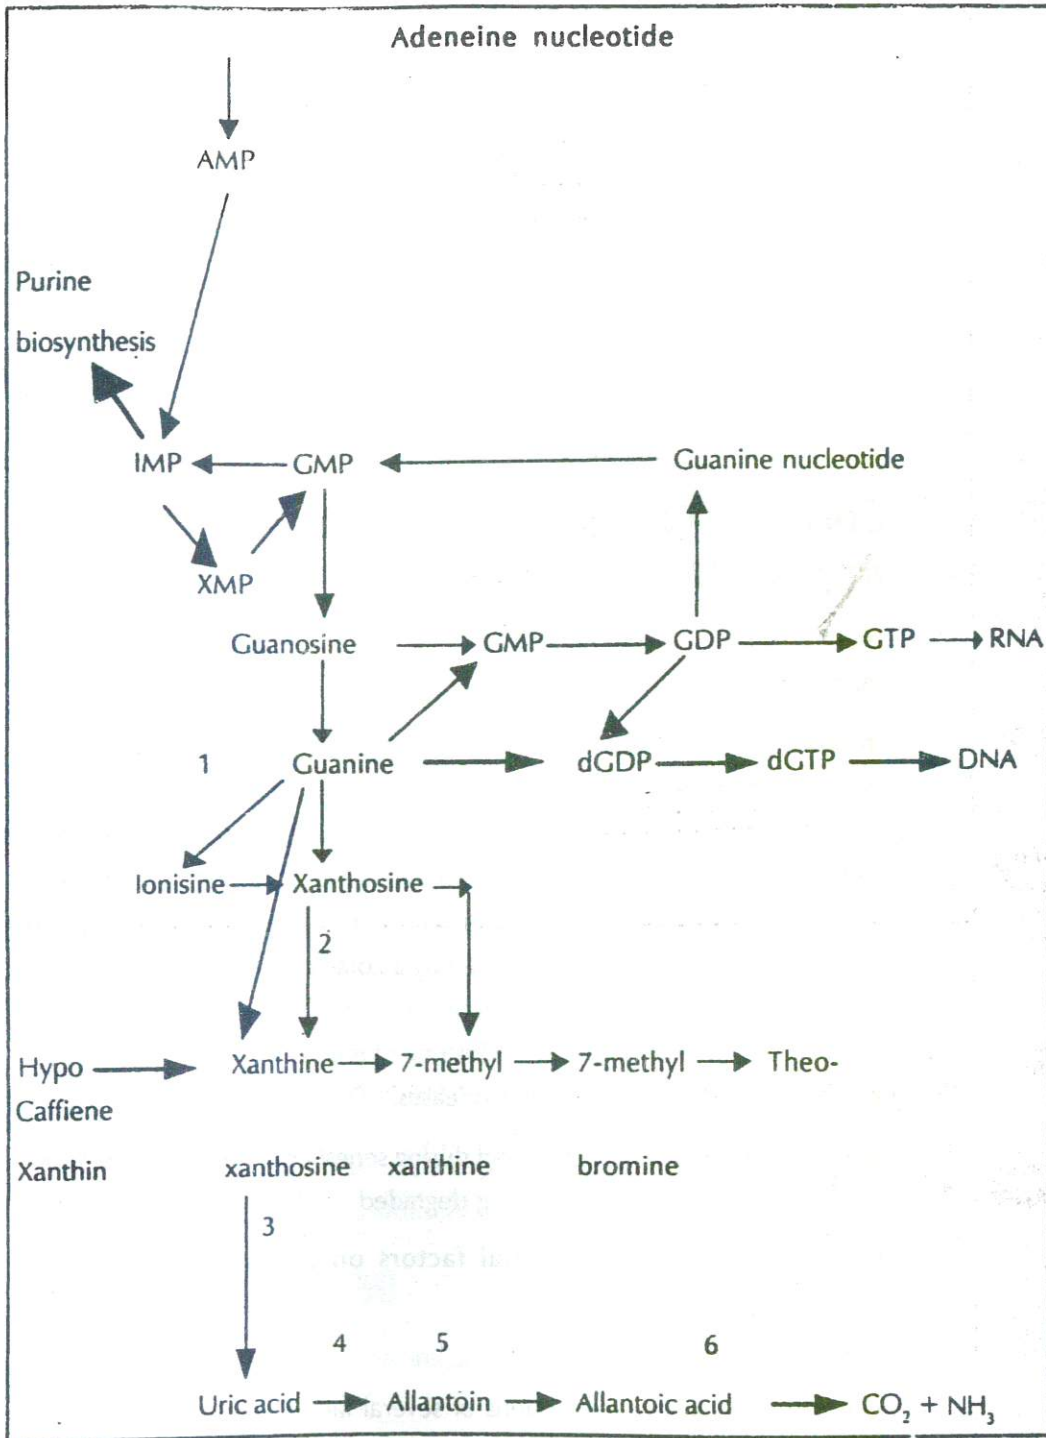 Adeneine nucleotide
AMP
Purine
biosynthesis
IMP GMP Guanine nucleotide
XMP
Guanosine GMP GDP GTP RNA
1 Guanine dGDP dGTP DNA
Ionisine Xanthosine
2
Hypo Xanthine 7-methyl 7-methyl Theo-
Caffiene
Xanthin xanthosine xanthine bromine
3
4 5 6
Uric acid Allantoin Allantoic acid CO₂ + NH₃